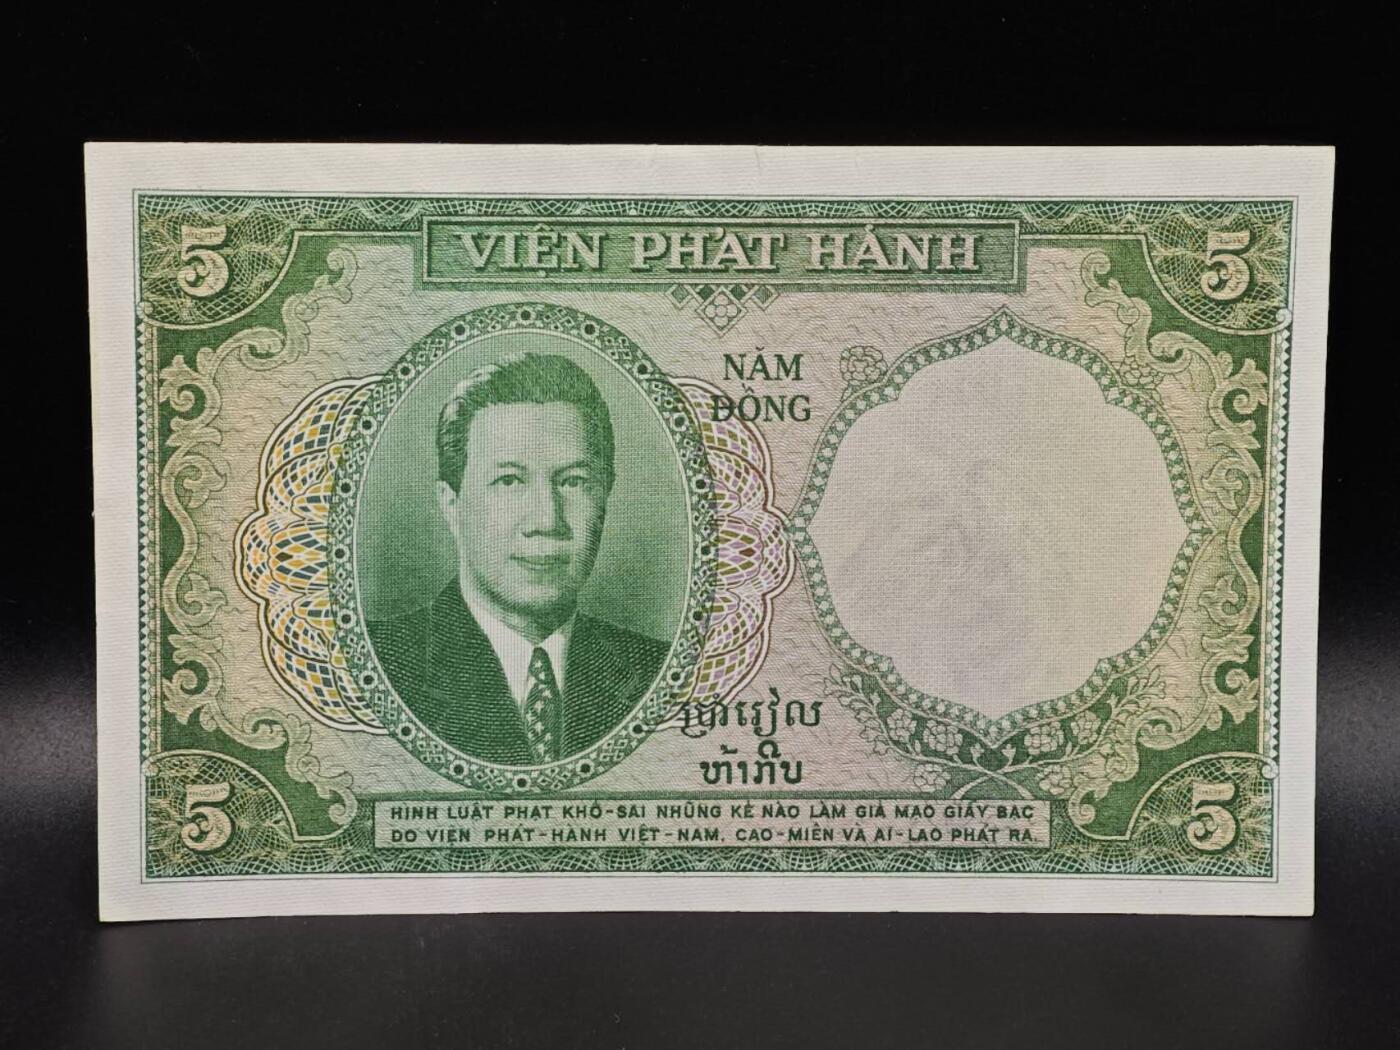 5
VIỆN PHÁT HÀNH
5
NĂM
ĐỒNG
ប្រាំរៀល
ຫ້າກີບ
HÌNH LUẬT PHẠT KHỔ-SAI NHỮNG KẺ NÀO LÀM GIẢ MẠO GIẤY BẠC
DO VIỆN PHÁT-HÀNH VIỆT-NAM, CAO-MIÊN VÀ AI-LAO PHÁT RA.
5
5